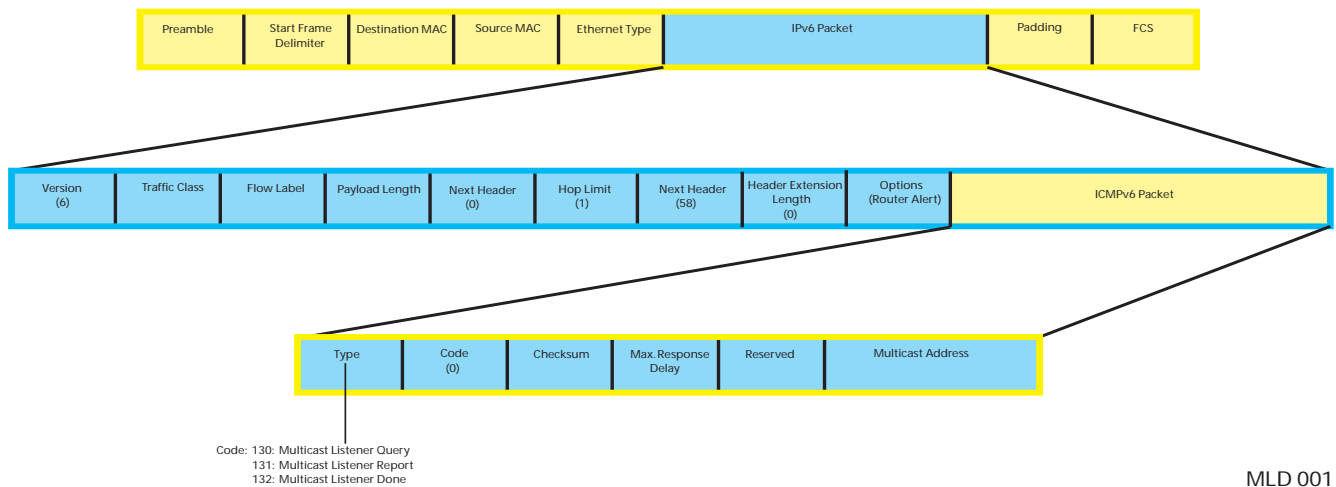 Preamble
Start Frame
Delimiter
Destination MAC
Source MAC
Ethernet Type
IPv6 Packet
Padding
FCS
Version
(6)
Traffic Class
Flow Label
Payload Length
Next Header
(0)
Hop Limit
(1)
Next Header
(58)
Header Extension
Length
(0)
Options
(Router Alert)
ICMPv6 Packet
Type
Code
(0)
Checksum
Max. Response
Delay
Reserved
Multicast Address
Code: 130: Multicast Listener Query
131: Multicast Listener Report
132: Multicast Listener Done
MLD 001